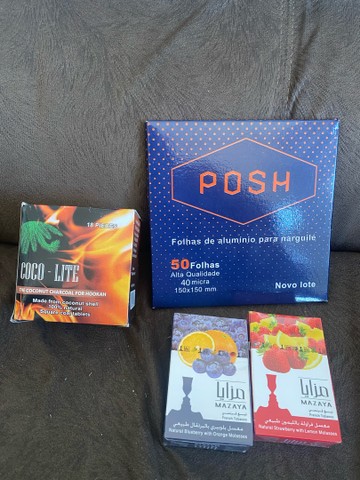 POSH
Folhas de alumínio para narguilé
50 Folhas
Alta Qualidade
40 micra
150x150 mm
Novo lote
COCO - LITE
COCONUT CHARCOAL FOR HOOKAH
Made from coconut shell
100% natural
مزايا
MAZAYA
Natural Blueberry with Orange Molasses
مزايا
MAZAYA
Natural Strawberry with Lemon Molasses